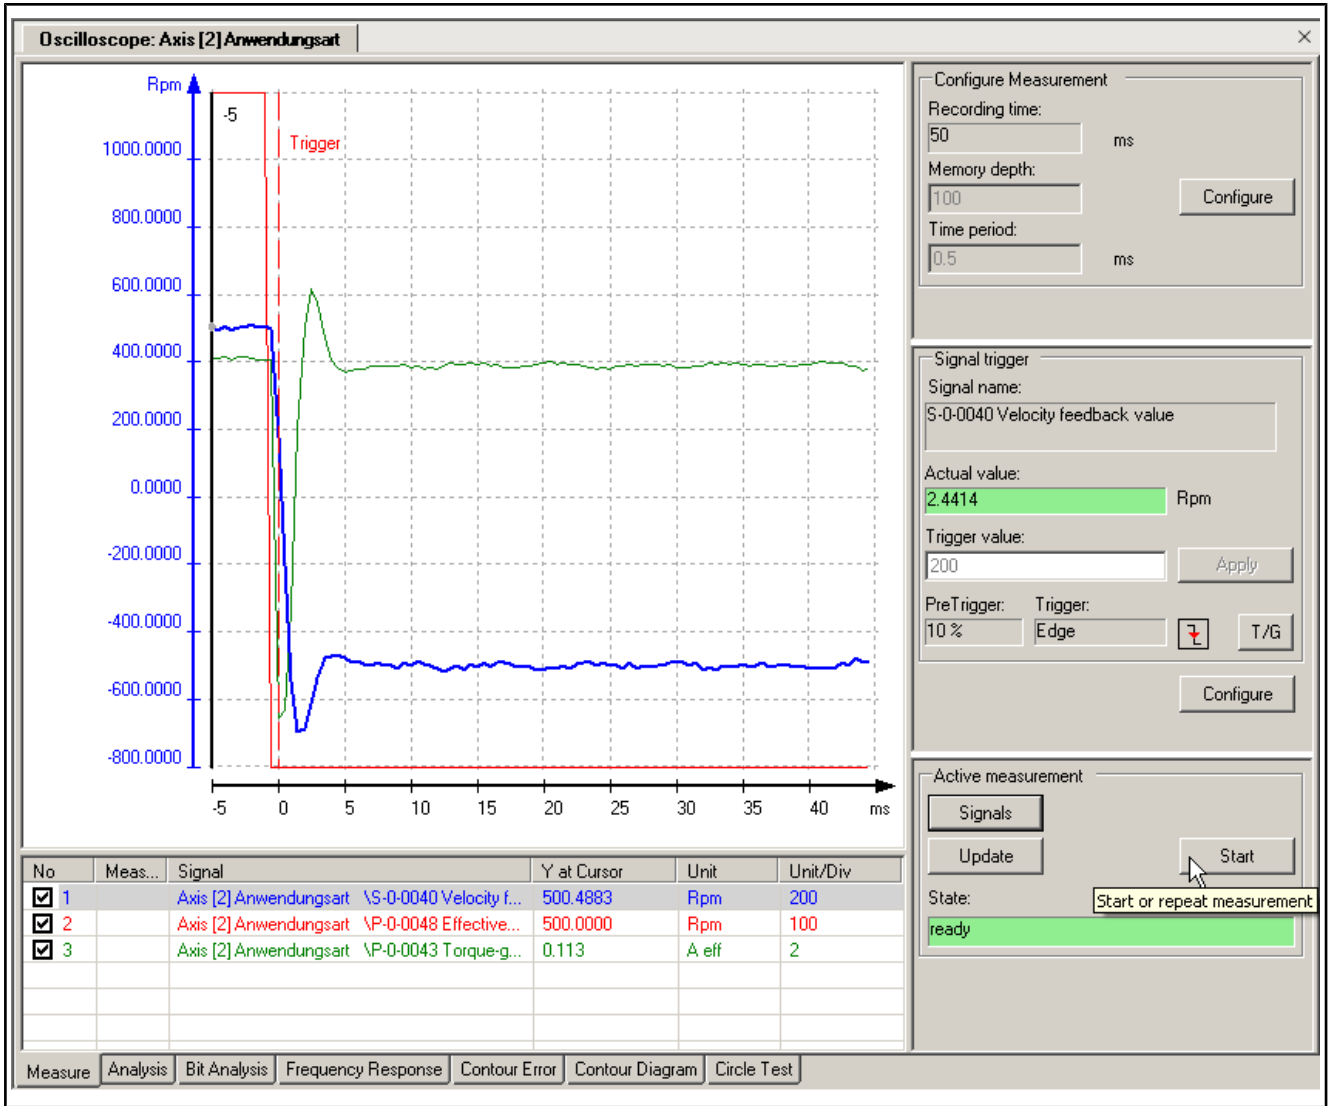 Oscilloscope: Axis [2] Anwendungsart
Rpm
-5
Trigger
1000.0000
800.0000
600.0000
400.0000
200.0000
0.0000
-200.0000
-400.0000
-600.0000
-800.0000
-5 0 5 10 15 20 25 30 35 40 ms
No Meas... Signal Y at Cursor Unit Unit/Div
1 Axis [2] Anwendungsart \S-0-0040 Velocity f... 500.4883 Rpm 200
2 Axis [2] Anwendungsart \P-0-0048 Effective... 500.0000 Rpm 100
3 Axis [2] Anwendungsart \P-0-0043 Torque-g... 0.113 A eff 2
Measure Analysis Bit Analysis Frequency Response Contour Error Contour Diagram Circle Test
Configure Measurement
Recording time:
50 ms
Memory depth:
100 Configure
Time period:
0.5 ms
Signal trigger
Signal name:
S-0-0040 Velocity feedback value
Actual value:
2.4414 Rpm
Trigger value:
200 Apply
PreTrigger: Trigger:
10 % Edge T/G
Configure
Active measurement
Signals
Update Start
State:
Start or repeat measurement
ready